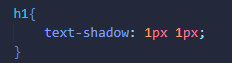 h1{
    text-shadow: 1px 1px;
}